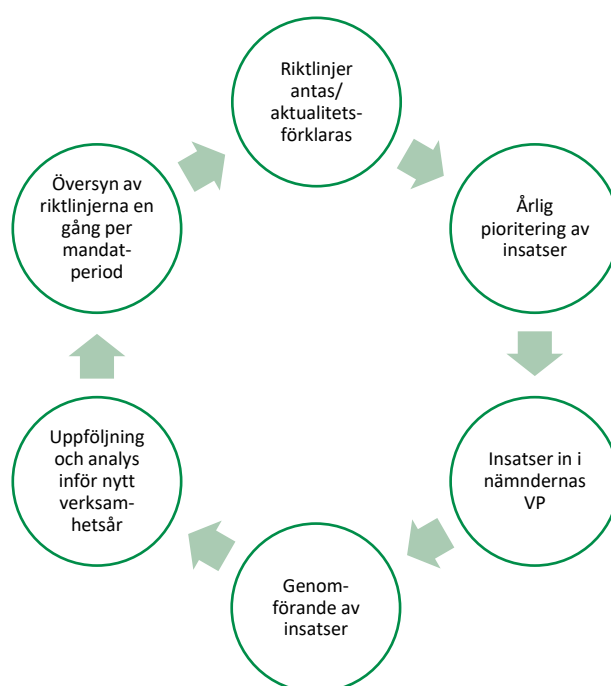 Riktlinjer
antas/
aktualitets-
förklaras
Årlig
pioritering av
insatser
Insatser in i
nämndernas
VP
Genom-
förande av
insatser
Uppföljning
och analys
inför nytt
verksam-
hetsår
Översyn av
riktlinjerna en
gång per
mandat-
period